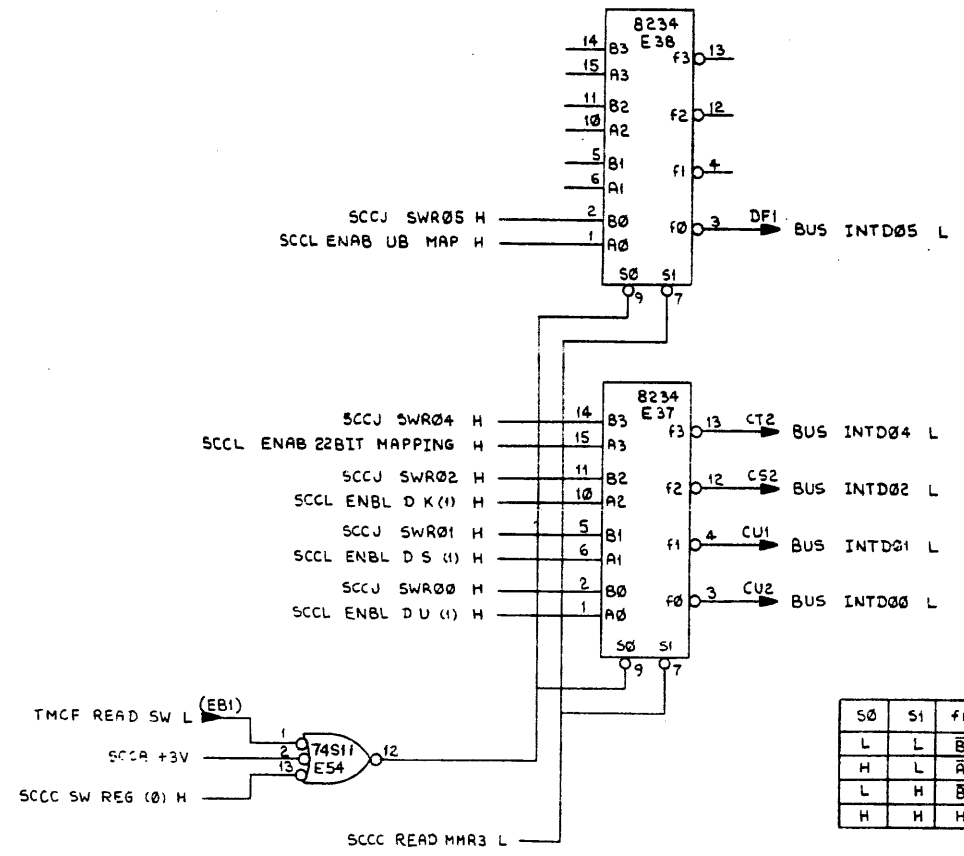 8234
E38
14 B3
f3 13
15 A3
11 B2
f2 12
10 A2
5 B1
f1 4
6 A1
SCCJ SWR05 H 2 B0
f0 3 DF1 BUS INTD05 L
SCCL ENAB UB MAP H 1 A0
S0 S1
9 7
8234
E37
SCCJ SWR04 H 14 B3
f3 13 CT2 BUS INTD04 L
SCCL ENAB 22BIT MAPPING H 15 A3
SCCJ SWR02 H 11 B2
f2 12 CS2 BUS INTD02 L
SCCL ENBL D K(1) H 10 A2
SCCJ SWR01 H 5 B1
f1 4 CU1 BUS INTD01 L
SCCL ENBL D S (1) H 6 A1
SCCJ SWR00 H 2 B0
f0 3 CU2 BUS INTD00 L
SCCL ENBL D U (1) H 1 A0
S0 S1
9 7
TMCF READ SW L (EB1) 1
SCCA +3V 2
74S11 12
E54
SCCC SW REG (0) H 13
SCCC READ MMR3 L
S0 S1
L L B̅
H L A̅
L H B̅
H H H